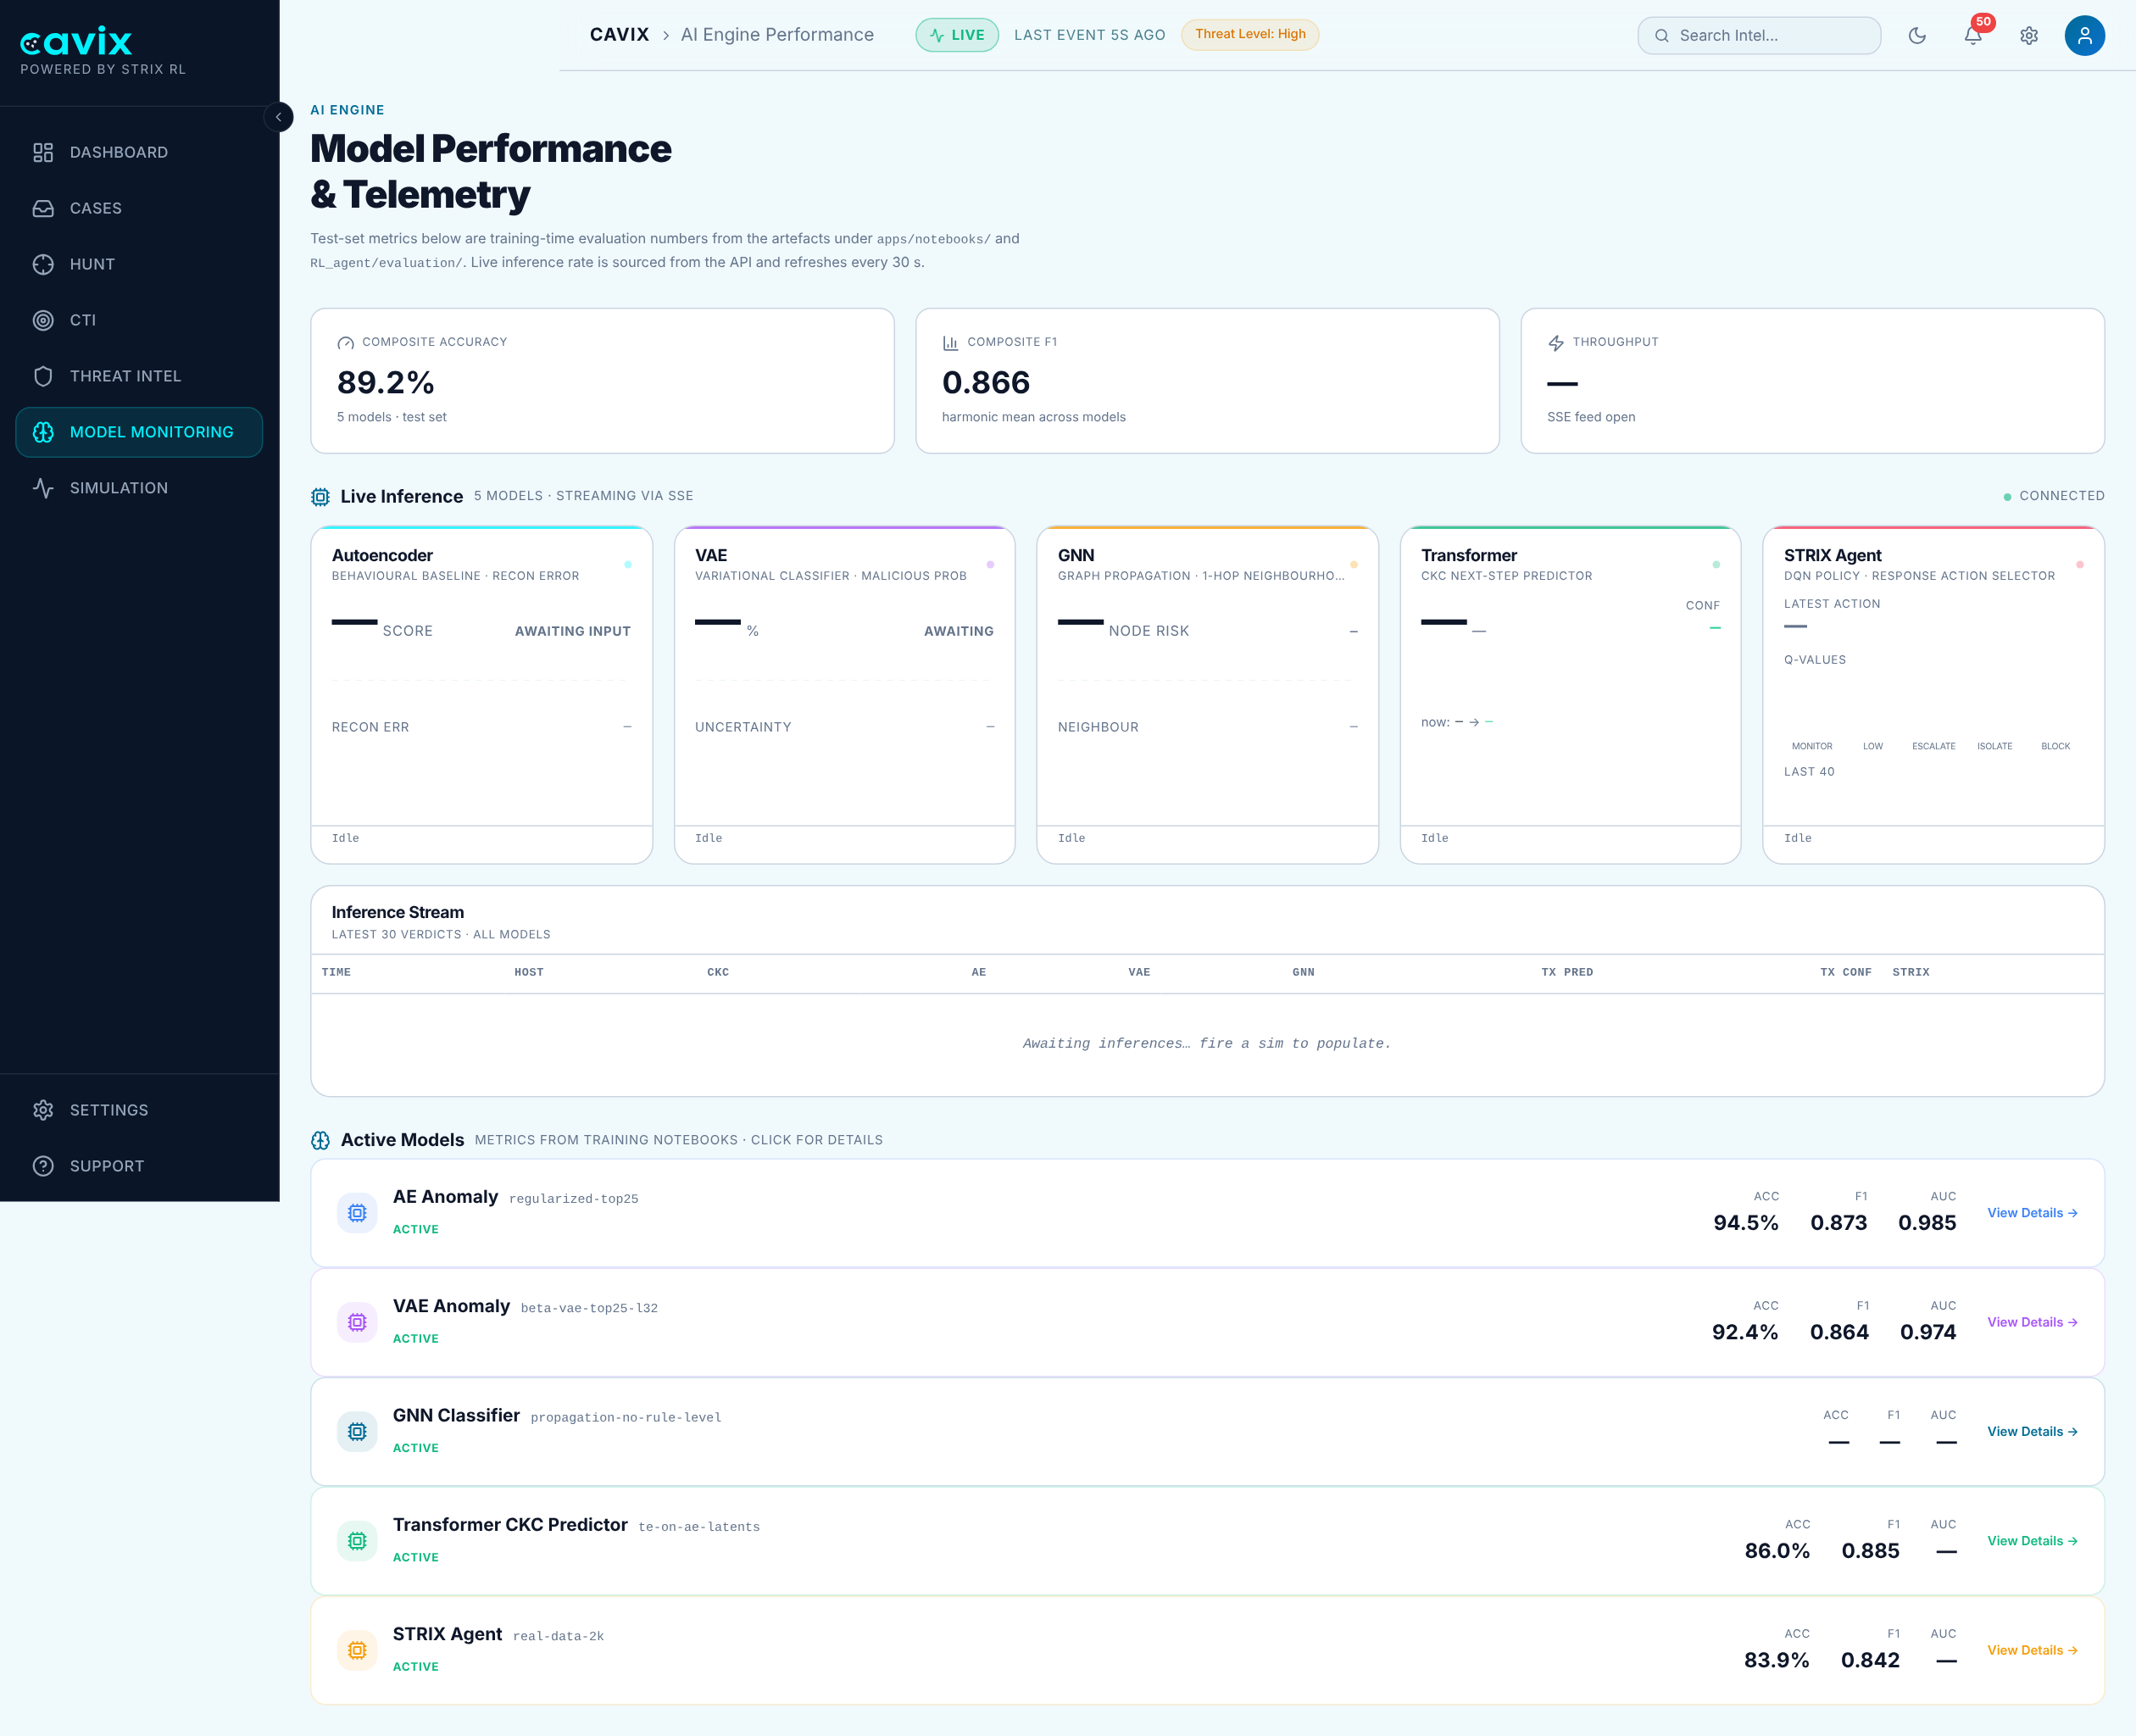 cavix
POWERED BY STRIX RL
DASHBOARD
CASES
HUNT
CTI
THREAT INTEL
MODEL MONITORING
SIMULATION
SETTINGS
SUPPORT
CAVIX › AI Engine Performance
LIVE
LAST EVENT 5S AGO
Threat Level: High
Search Intel...
50
AI ENGINE
Model Performance
& Telemetry
Test-set metrics below are training-time evaluation numbers from the artefacts under apps/notebooks/ and
RL_agent/evaluation/. Live inference rate is sourced from the API and refreshes every 30 s.
COMPOSITE ACCURACY
89.2%
5 models · test set
COMPOSITE F1
0.866
harmonic mean across models
THROUGHPUT
—
SSE feed open
Live Inference 5 MODELS · STREAMING VIA SSE
CONNECTED
Autoencoder
BEHAVIOURAL BASELINE · RECON ERROR
— SCORE AWAITING INPUT
RECON ERR —
Idle
VAE
VARIATIONAL CLASSIFIER · MALICIOUS PROB
— % AWAITING
UNCERTAINTY —
Idle
GNN
GRAPH PROPAGATION · 1-HOP NEIGHBOURHO...
— NODE RISK —
NEIGHBOUR —
Idle
Transformer
CKC NEXT-STEP PREDICTOR
CONF
— — —
now: — → —
Idle
STRIX Agent
DQN POLICY · RESPONSE ACTION SELECTOR
LATEST ACTION
—
Q-VALUES
MONITOR LOW ESCALATE ISOLATE BLOCK
LAST 40
Idle
Inference Stream
LATEST 30 VERDICTS · ALL MODELS
TIME HOST CKC AE VAE GNN TX PRED TX CONF STRIX
Awaiting inferences… fire a sim to populate.
Active Models METRICS FROM TRAINING NOTEBOOKS · CLICK FOR DETAILS
AE Anomaly regularized-top25
ACTIVE
ACC F1 AUC
94.5% 0.873 0.985
View Details →
VAE Anomaly beta-vae-top25-l32
ACTIVE
ACC F1 AUC
92.4% 0.864 0.974
View Details →
GNN Classifier propagation-no-rule-level
ACTIVE
ACC F1 AUC
— — —
View Details →
Transformer CKC Predictor te-on-ae-latents
ACTIVE
ACC F1 AUC
86.0% 0.885 —
View Details →
STRIX Agent real-data-2k
ACTIVE
ACC F1 AUC
83.9% 0.842 —
View Details →